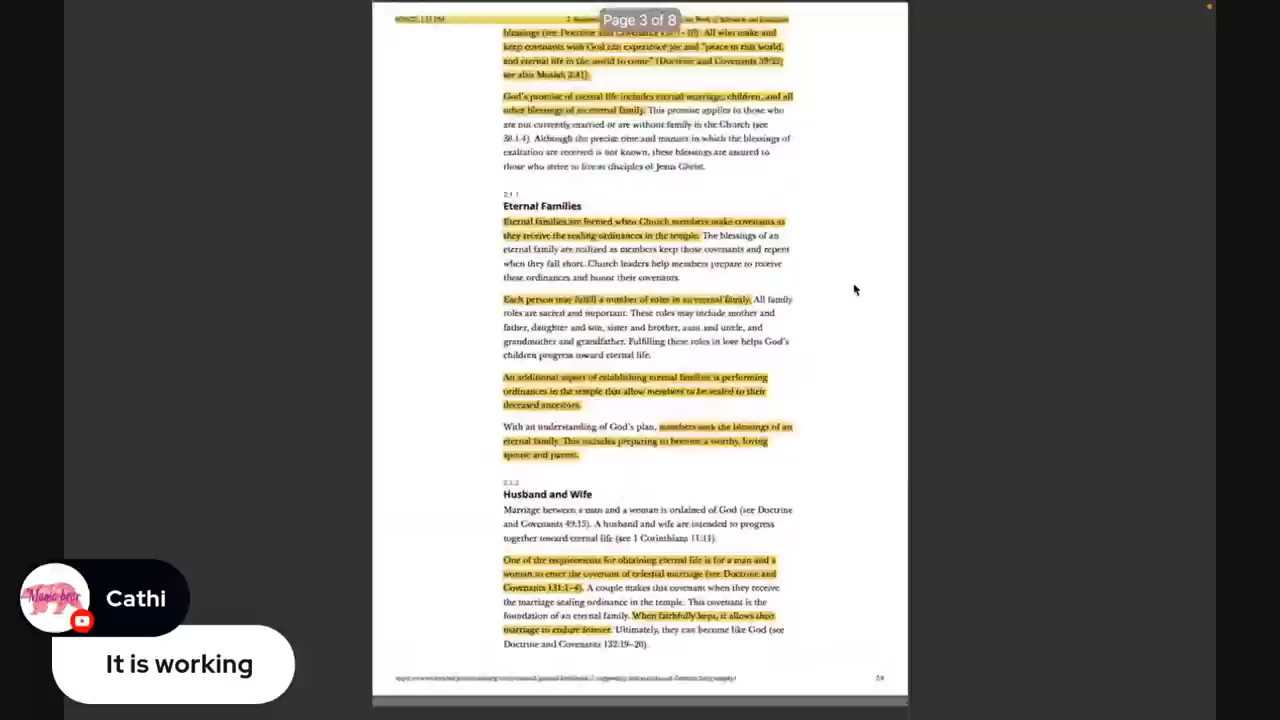 Page 3 of 8
blessings (see Doctrine and Covenants All who make and
keep covenants with God can experience joy and "peace in this world,
and eternal life in the world to come" (Doctrine and Covenants 59:23;
see also Mosiah 2:41).
God's promise of eternal life includes eternal marriage, children, and all
other blessings of an eternal family. This promise applies to those who
are not currently married or are without family in the Church (see
38.1.4). Although the precise time and manner in which the blessings of
exaltation are received is not known, these blessings are assured to
those who strive to live as disciples of Jesus Christ.
2.1.1
Eternal Families
Eternal families are formed when Church members make covenants as
they receive the sealing ordinances in the temple. The blessings of an
eternal family are realized as members keep those covenants and repent
when they fall short. Church leaders help members prepare to receive
these ordinances and honor their covenants.
Each person may fulfill a number of roles in an eternal family. All family
roles are sacred and important. These roles may include mother and
father, daughter and son, sister and brother, aunt and uncle, and
grandmother and grandfather. Fulfilling these roles in love helps God's
children progress toward eternal life.
An additional aspect of establishing eternal families is performing
ordinances in the temple that allow members to be sealed to their
deceased ancestors.
With an understanding of God's plan, members seek the blessings of an
eternal family. This includes preparing to become a worthy, loving
spouse and parent.
2.1.2
Husband and Wife
Marriage between a man and a woman is ordained of God (see Doctrine
and Covenants 49:15). A husband and wife are intended to progress
together toward eternal life (see 1 Corinthians 11:11).
One of the requirements for obtaining eternal life is for a man and a
woman to enter the covenant of celestial marriage (see Doctrine and
Covenants 131:1–4). A couple makes this covenant when they receive
the marriage sealing ordinance in the temple. This covenant is the
foundation of an eternal family. When faithfully kept, it allows their
marriage to endure forever. Ultimately, they can become like God (see
Doctrine and Covenants 132:19–20).
Mama bear
Cathi
It is working